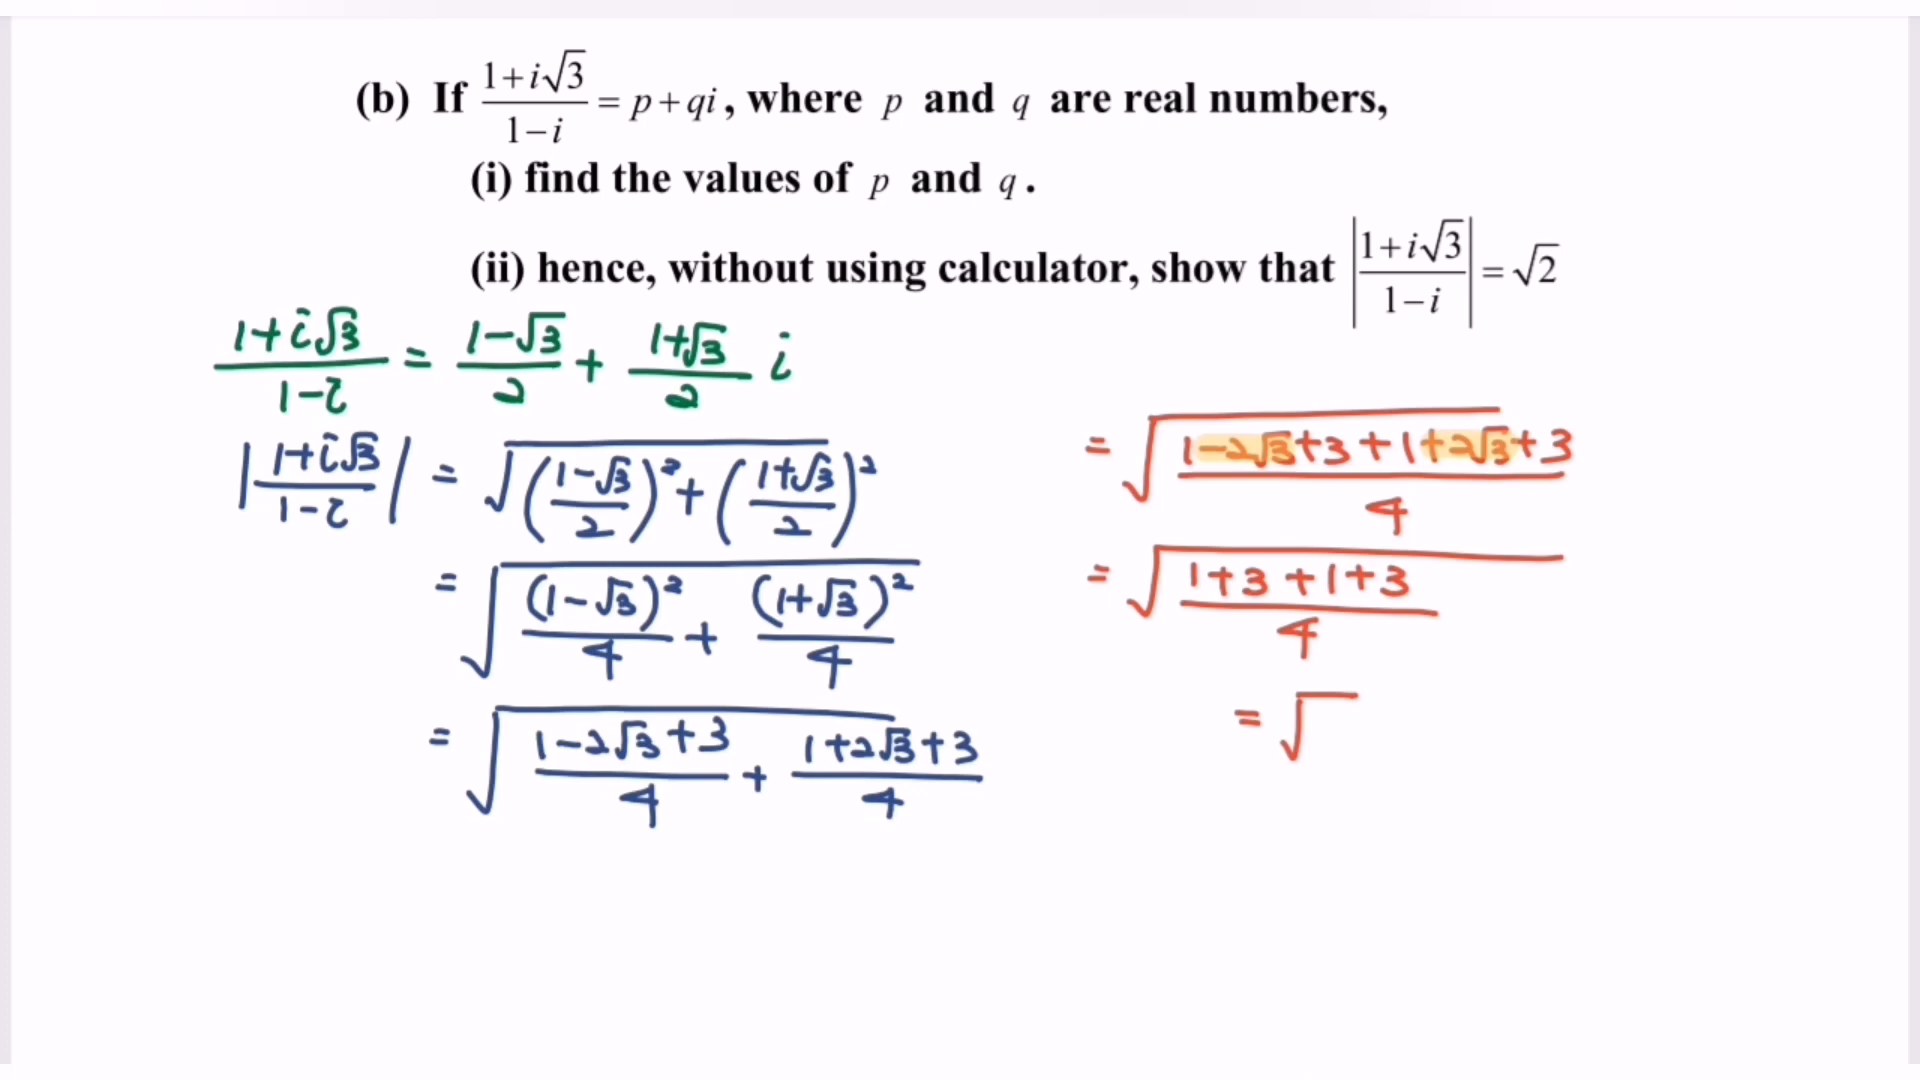 (b) If (1+i√3)/(1−i) = p+qi, where p and q are real numbers,
(i) find the values of p and q.
(ii) hence, without using calculator, show that |(1+i√3)/(1−i)| = √2
(1+i√3)/(1−i) = (1−√3)/2 + (1+√3)/2 i
|(1+i√3)/(1−i)| = √(((1−√3)/2)² + ((1+√3)/2)²)
= √((1−√3)²/4 + (1+√3)²/4)
= √((1−2√3+3)/4 + (1+2√3+3)/4)
= √((1−2√3+3+1+2√3+3)/4)
= √((1+3+1+3)/4)
= √